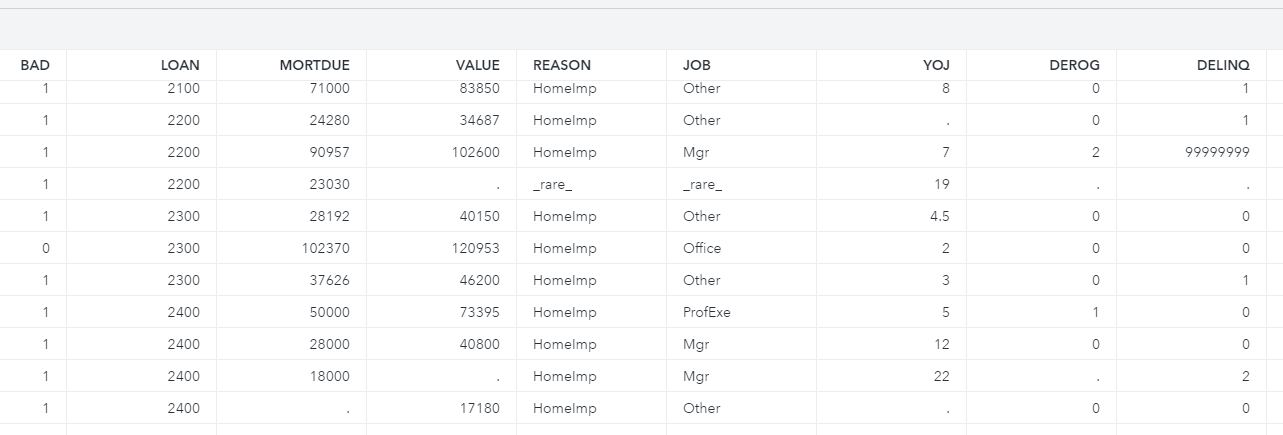 BAD LOAN MORTDUE VALUE REASON JOB YOJ DEROG DELINQ
1 2100 71000 83850 HomeImp Other 8 0 1
1 2200 24280 34687 HomeImp Other . 0 1
1 2200 90957 102600 HomeImp Mgr 7 2 99999999
1 2200 23030 . _rare_ _rare_ 19 . .
1 2300 28192 40150 HomeImp Other 4.5 0 0
0 2300 102370 120953 HomeImp Office 2 0 0
1 2300 37626 46200 HomeImp Other 3 0 1
1 2400 50000 73395 HomeImp ProfExe 5 1 0
1 2400 28000 40800 HomeImp Mgr 12 0 0
1 2400 18000 . HomeImp Mgr 22 . 2
1 2400 . 17180 HomeImp Other . 0 0